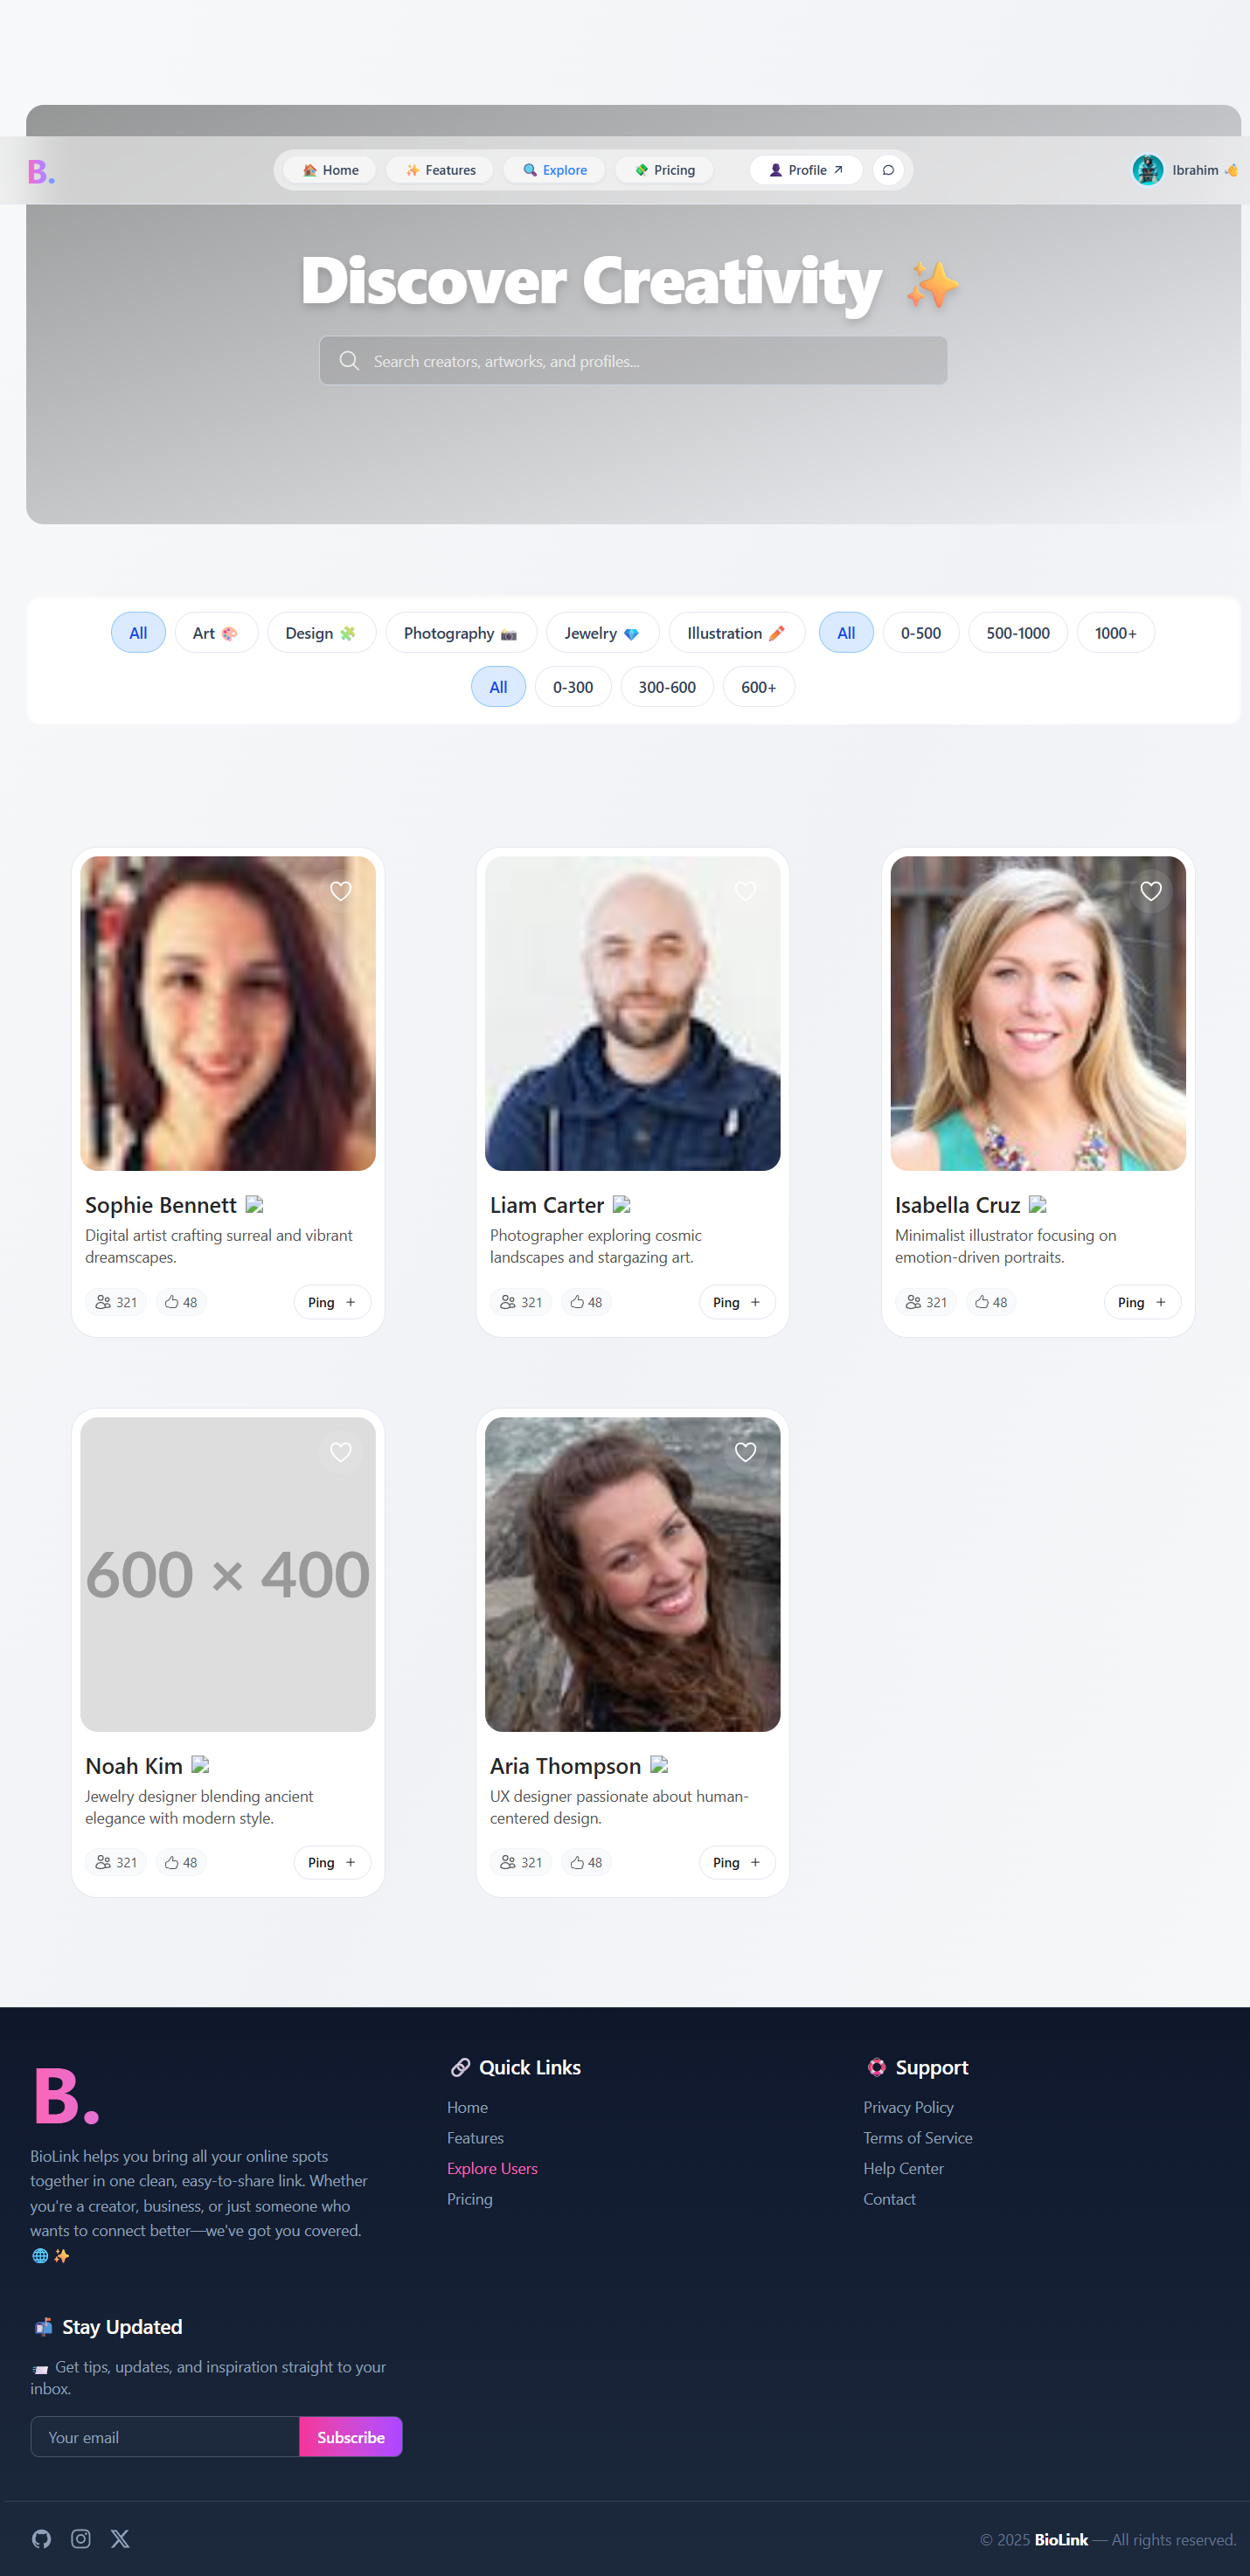 B.
🏠 Home ✨ Features 🔍 Explore 💸 Pricing 👤 Profile ↗ Ibrahim 👋
Discover Creativity ✨
Search creators, artworks, and profiles...
All Art 🎨 Design 🧩 Photography 📸 Jewelry 💎 Illustration 🖍️ All 0-500 500-1000 1000+
All 0-300 300-600 600+
Sophie Bennett
Digital artist crafting surreal and vibrant
dreamscapes.
321 48 Ping +
Liam Carter
Photographer exploring cosmic
landscapes and stargazing art.
321 48 Ping +
Isabella Cruz
Minimalist illustrator focusing on
emotion-driven portraits.
321 48 Ping +
600 × 400
Noah Kim
Jewelry designer blending ancient
elegance with modern style.
321 48 Ping +
Aria Thompson
UX designer passionate about human-
centered design.
321 48 Ping +
B.
BioLink helps you bring all your online spots
together in one clean, easy-to-share link. Whether
you're a creator, business, or just someone who
wants to connect better—we've got you covered.
🌐 ✨
🔗 Quick Links
Home
Features
Explore Users
Pricing
🛟 Support
Privacy Policy
Terms of Service
Help Center
Contact
📬 Stay Updated
📨 Get tips, updates, and inspiration straight to your
inbox.
Your email Subscribe
© 2025 BioLink — All rights reserved.